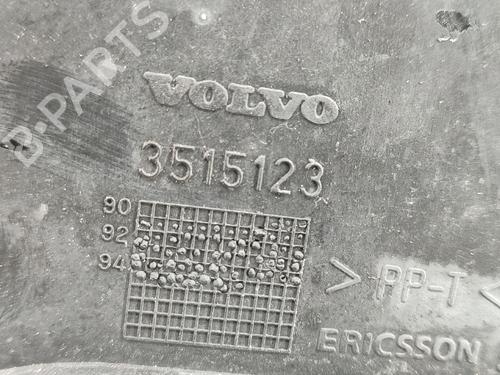 B-PARTS
VOLVO
3515123
90
92
94
> PP-T <
ERICSSON